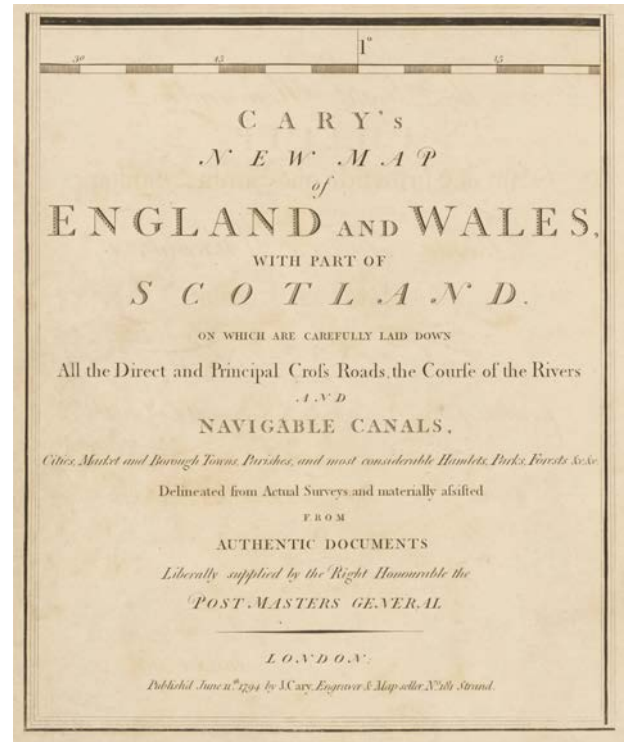 30 45 1° 15
CARY's
NEW MAP
of
ENGLAND AND WALES,
WITH PART OF
SCOTLAND.
ON WHICH ARE CAREFULLY LAID DOWN
All the Direct and Principal Croſs Roads, the Courſe of the Rivers
AND
NAVIGABLE CANALS,
Cities, Market and Borough Towns, Parishes, and most considerable Hamlets, Parks, Forests &c &c.
Delineated from Actual Surveys and materially aſsiſted
FROM
AUTHENTIC DOCUMENTS
Liberally supplied by the Right Honourable the
POST MASTERS GENERAL
LONDON:
Publish'd June 11th. 1794 by J. Cary, Engraver & Map-seller, No. 181 Strand.